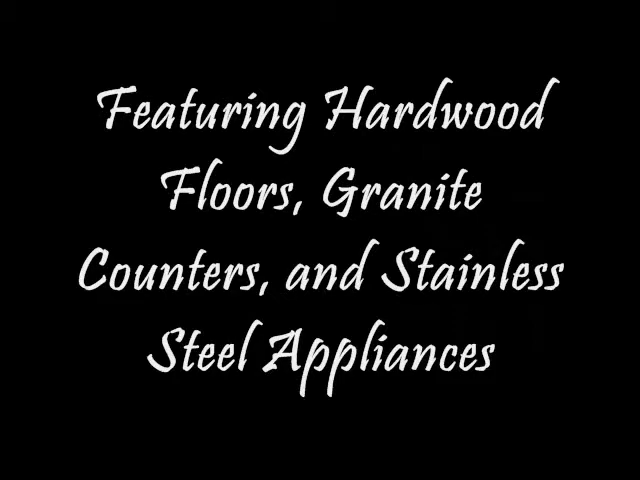 Featuring Hardwood
Floors, Granite
Counters, and Stainless
Steel Appliances